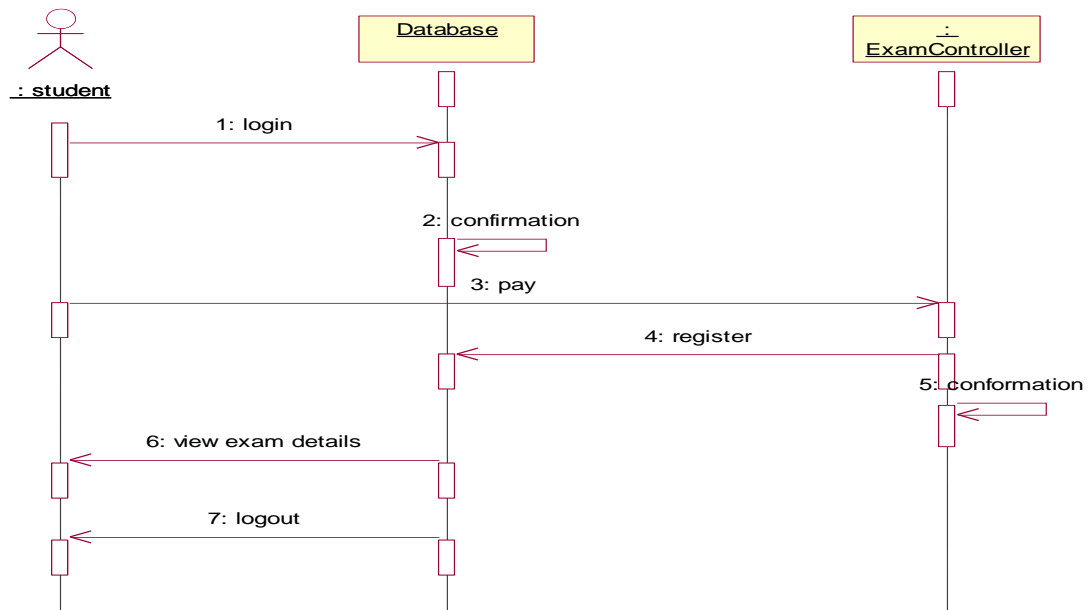 Database
:
ExamController
: student
1: login
2: confirmation
3: pay
4: register
5: conformation
6: view exam details
7: logout